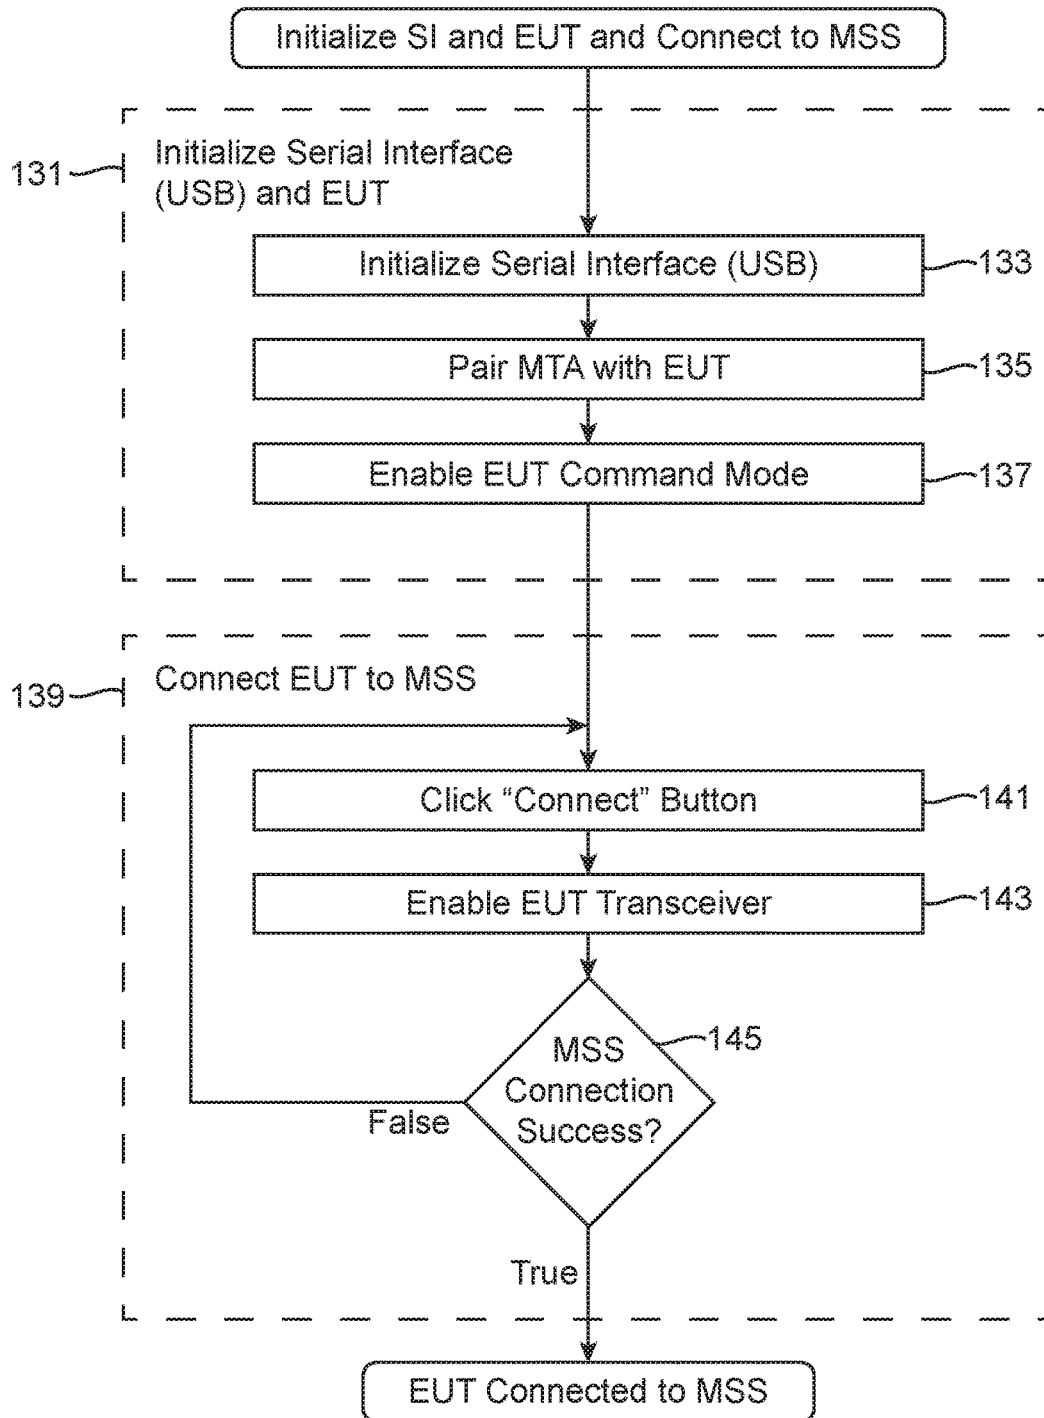 Initialize SI and EUT and Connect to MSS
131
Initialize Serial Interface
(USB) and EUT
Initialize Serial Interface (USB)
133
Pair MTA with EUT
135
Enable EUT Command Mode
137
139
Connect EUT to MSS
Click “Connect” Button
141
Enable EUT Transceiver
143
145
MSS
Connection
Success?
False
True
EUT Connected to MSS